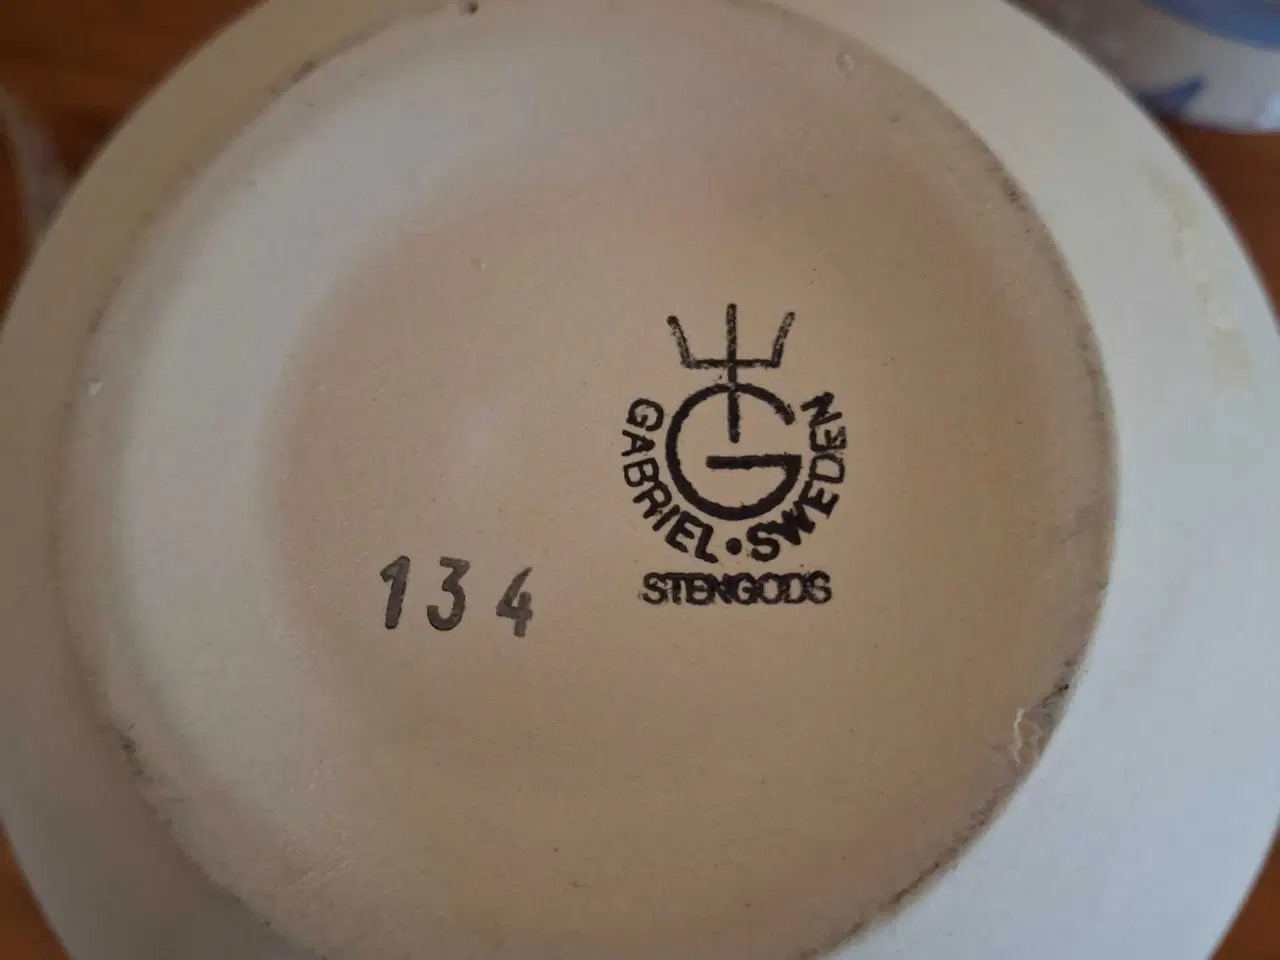 GABRIEL • SWEDEN
STENGODS
134